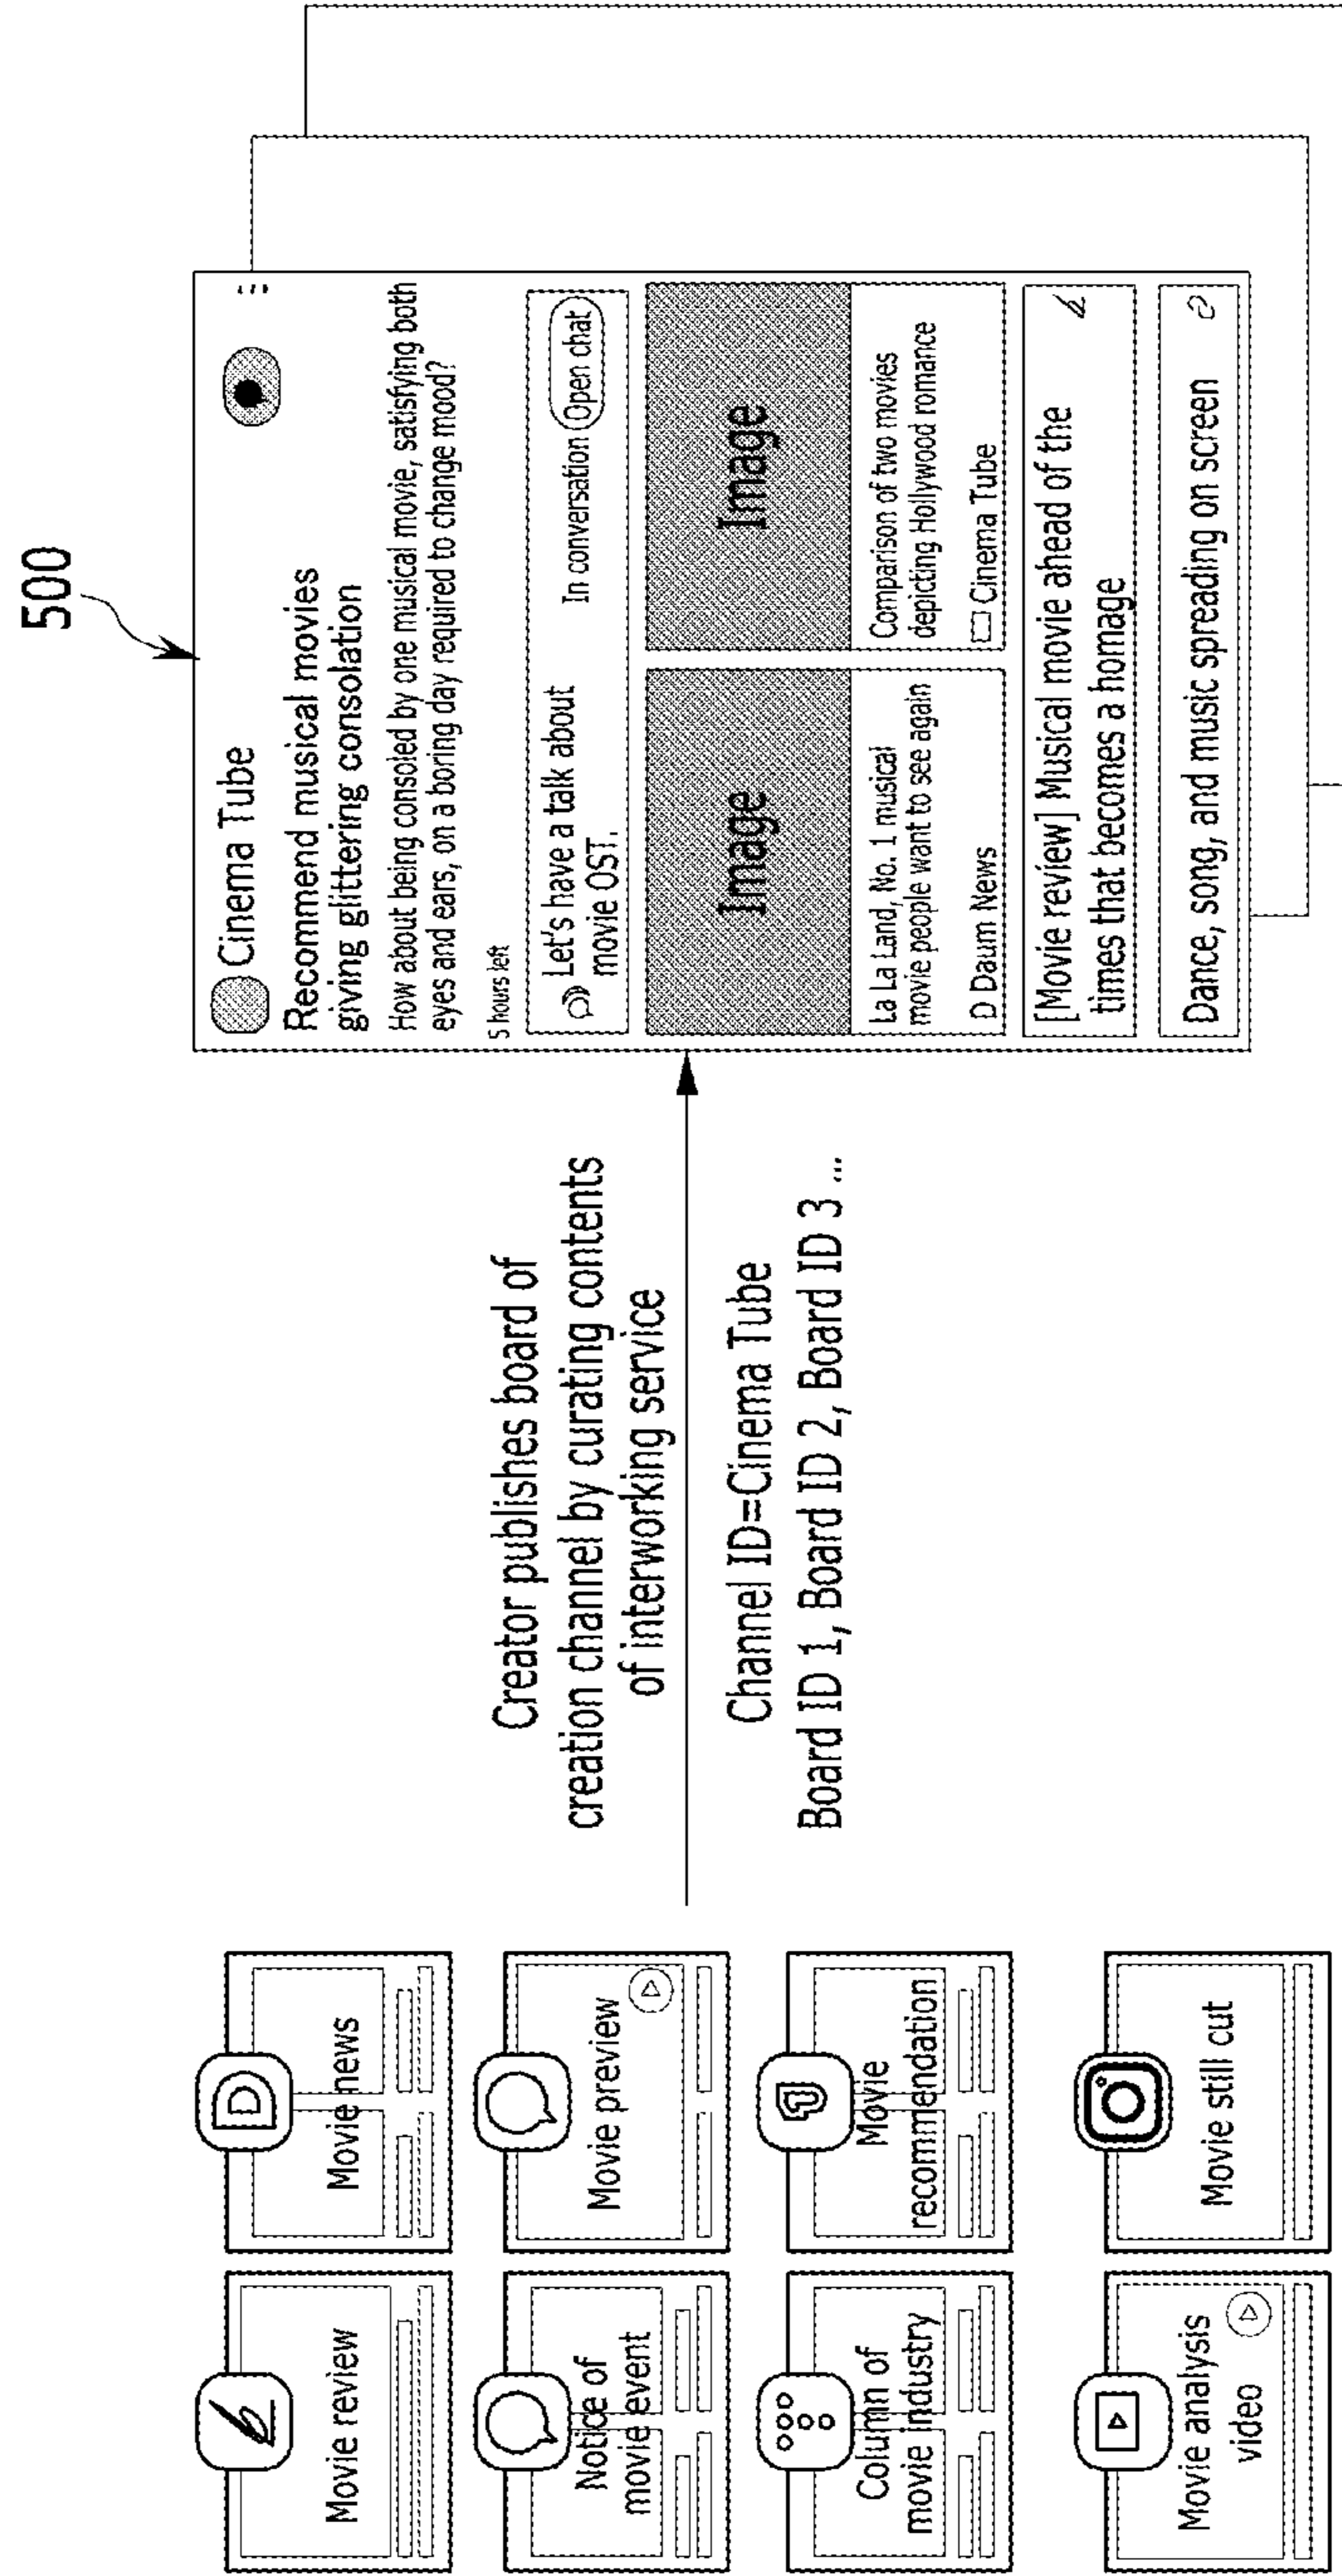 500
Movie review
D
Movie news
Notice of
movie event
Movie preview
Column of
movie industry
Movie
recommendation
Movie analysis
video
Movie still cut
Creator publishes board of
creation channel by curating contents
of interworking service
Channel ID=Cinema Tube
Board ID 1, Board ID 2, Board ID 3 ...
Cinema Tube
Recommend musical movies
giving glittering consolation
How about being consoled by one musical movie, satisfying both
eyes and ears, on a boring day required to change mood?
5 hours left
Let's have a talk about
movie OST.
In conversation Open chat
Image
La La Land, No. 1 musical
movie people want to see again
D Daum News
Image
Comparison of two movies
depicting Hollywood romance
Cinema Tube
[Movie review] Musical movie ahead of the
times that becomes a homage
Dance, song, and music spreading on screen